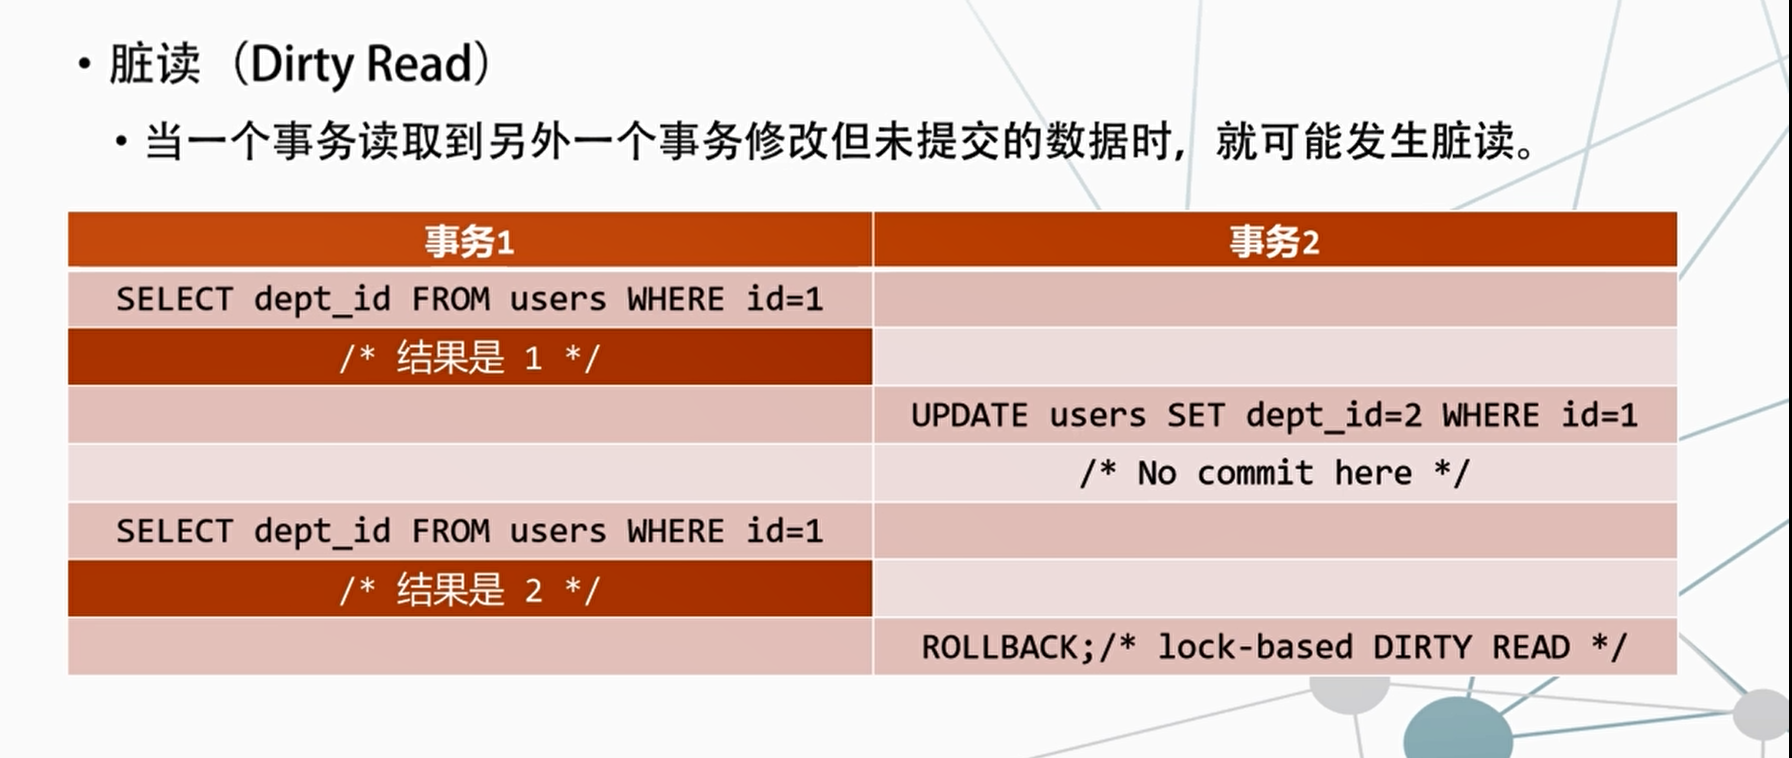 • 脏读（Dirty Read）
• 当一个事务读取到另外一个事务修改但未提交的数据时，就可能发生脏读。
事务1 事务2
SELECT dept_id FROM users WHERE id=1
/* 结果是 1 */
UPDATE users SET dept_id=2 WHERE id=1
/* No commit here */
SELECT dept_id FROM users WHERE id=1
/* 结果是 2 */
ROLLBACK;/* lock-based DIRTY READ */